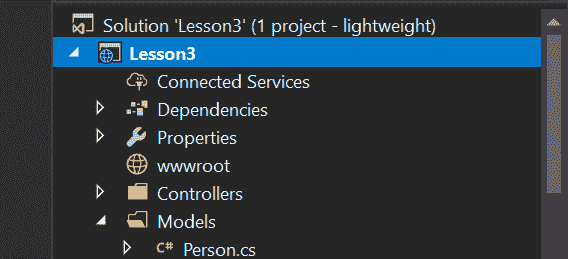 Solution 'Lesson3' (1 project - lightweight)
Lesson3
Connected Services
Dependencies
Properties
wwwroot
Controllers
Models
C# Person.cs